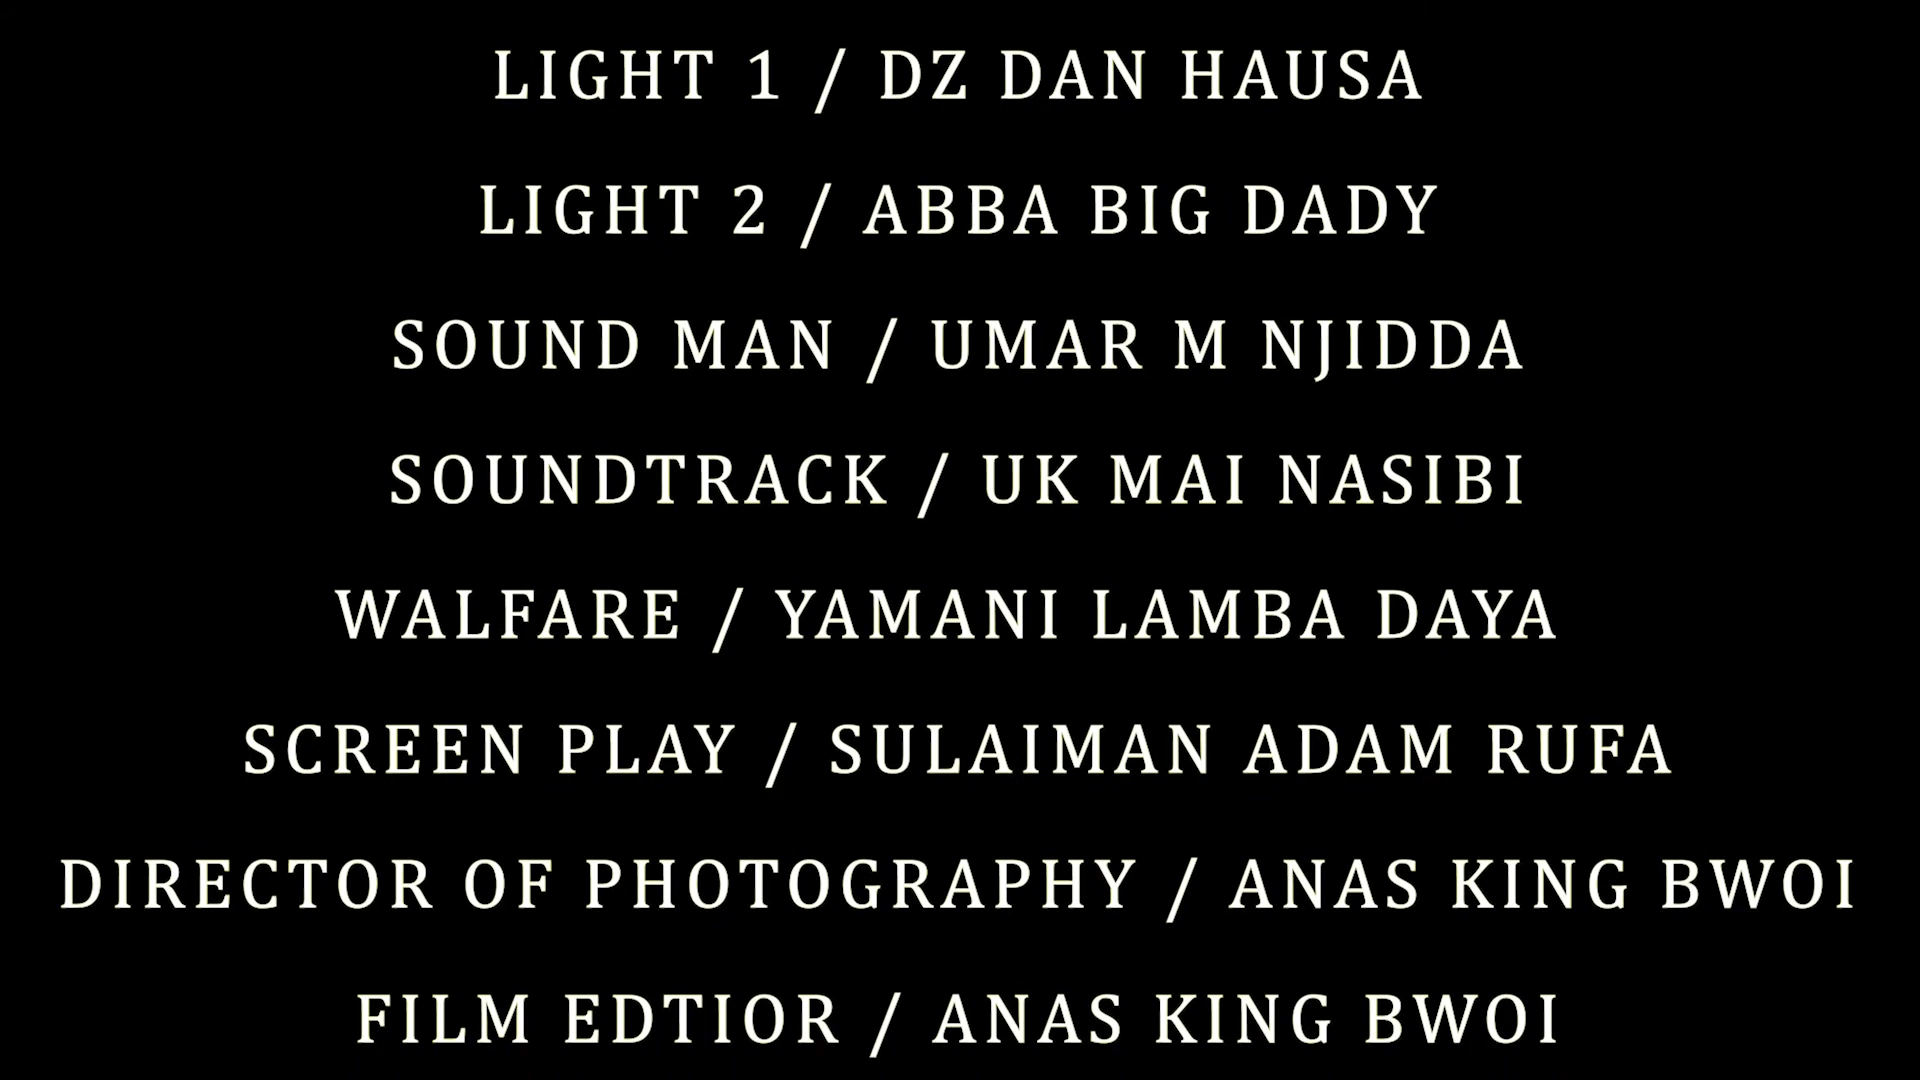 LIGHT 1 / DZ DAN HAUSA
LIGHT 2 / ABBA BIG DADY
SOUND MAN / UMAR M NJIDDA
SOUNDTRACK / UK MAI NASIBI
WALFARE / YAMANI LAMBA DAYA
SCREEN PLAY / SULAIMAN ADAM RUFA
DIRECTOR OF PHOTOGRAPHY / ANAS KING BWOI
FILM EDTIOR / ANAS KING BWOI